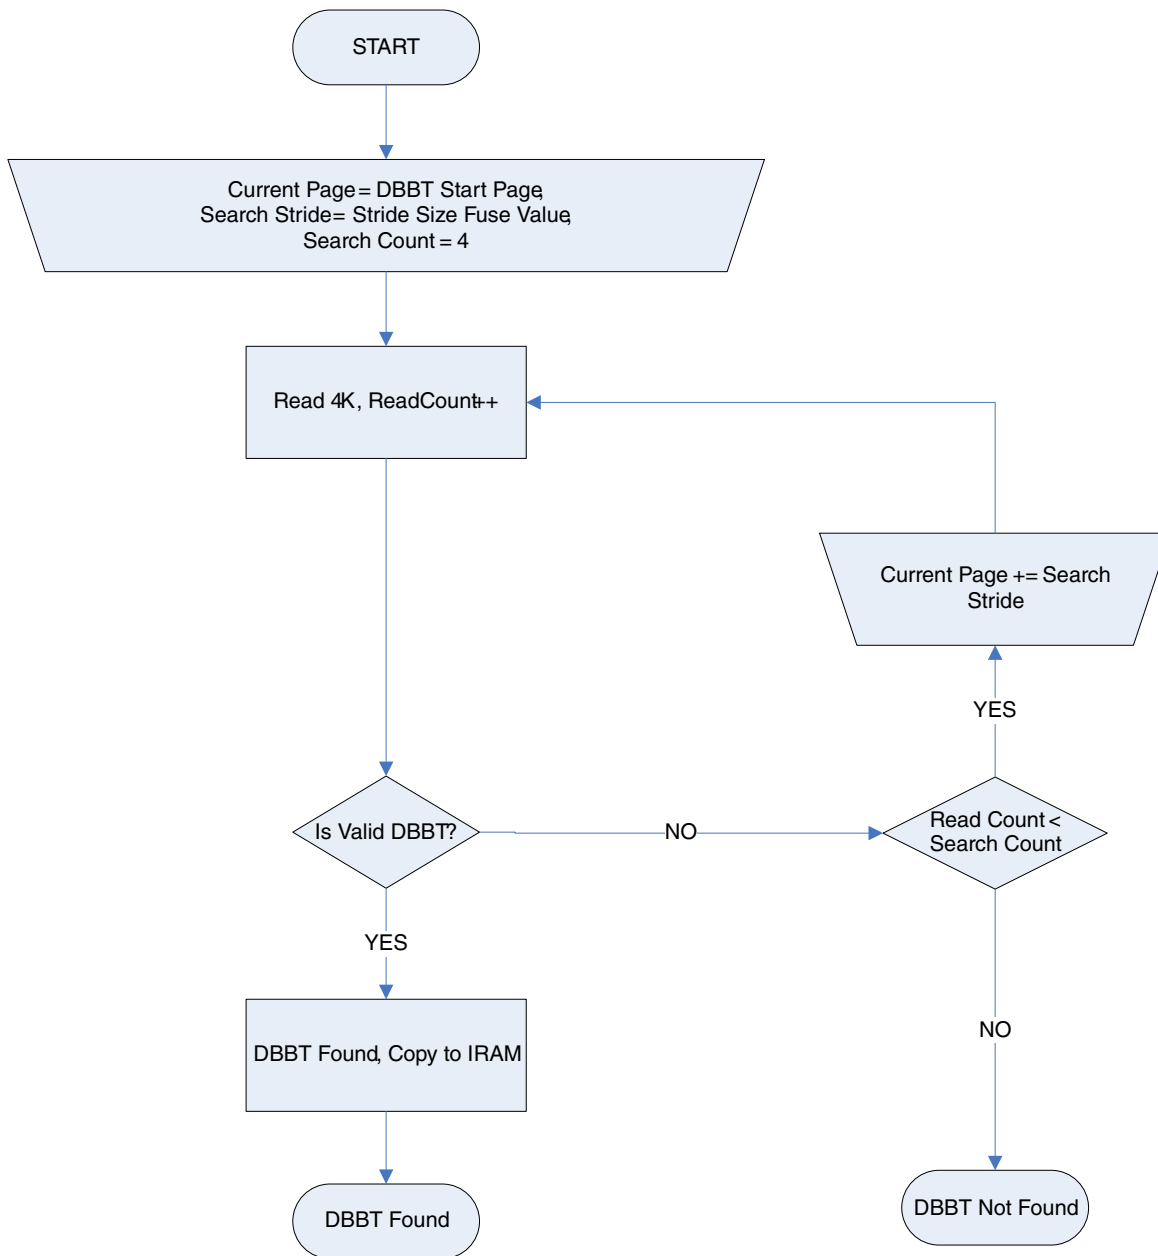 START
Current Page = DBBT Start Page,
Search Stride = Stride Size Fuse Value,
Search Count = 4
Read 4K, ReadCount++
Current Page += Search
Stride
YES
Is Valid DBBT?
NO
Read Count <
Search Count
YES
DBBT Found, Copy to IRAM
NO
DBBT Found
DBBT Not Found